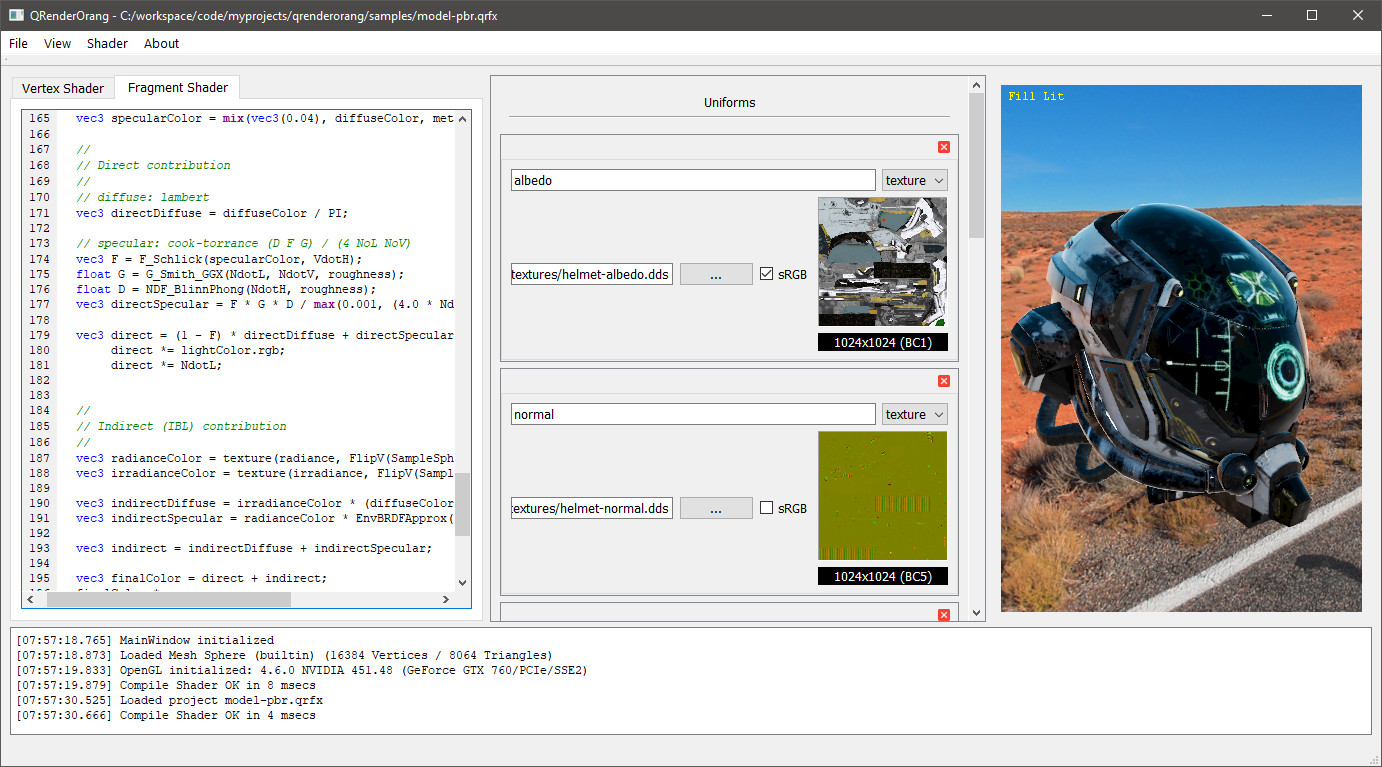 QRenderOrang - C:/workspace/code/myprojects/qrenderorang/samples/model-pbr.qrfx
File View Shader About
Vertex Shader Fragment Shader
165 vec3 specularColor = mix(vec3(0.04), diffuseColor, met
166
167 //
168 // Direct contribution
169 //
170 // diffuse: lambert
171 vec3 directDiffuse = diffuseColor / PI;
172
173 // specular: cook-torrance (D F G) / (4 NoL NoV)
174 vec3 F = F_Schlick(specularColor, VdotH);
175 float G = G_Smith_GGX(NdotL, NdotV, roughness);
176 float D = NDF_BlinnPhong(NdotH, roughness);
177 vec3 directSpecular = F * G * D / max(0.001, (4.0 * Nd
178
179 vec3 direct = (1 - F) * directDiffuse + directSpecular
180 direct *= lightColor.rgb;
181 direct *= NdotL;
182
183
184 //
185 // Indirect (IBL) contribution
186 //
187 vec3 radianceColor = texture(radiance, FlipV(SampleSph
188 vec3 irradianceColor = texture(irradiance, FlipV(Sampl
189
190 vec3 indirectDiffuse = irradianceColor * (diffuseColor
191 vec3 indirectSpecular = radianceColor * EnvBRDFApprox(
192
193 vec3 indirect = indirectDiffuse + indirectSpecular;
194
195 vec3 finalColor = direct + indirect;
Uniforms
albedo texture
textures/helmet-albedo.dds ... sRGB
1024x1024 (BC1)
normal texture
textures/helmet-normal.dds ... sRGB
1024x1024 (BC5)
Fill Lit
[07:57:18.765] MainWindow initialized
[07:57:18.873] Loaded Mesh Sphere (builtin) (16384 Vertices / 8064 Triangles)
[07:57:19.833] OpenGL initialized: 4.6.0 NVIDIA 451.48 (GeForce GTX 760/PCIe/SSE2)
[07:57:19.879] Compile Shader OK in 8 msecs
[07:57:30.525] Loaded project model-pbr.qrfx
[07:57:30.666] Compile Shader OK in 4 msecs